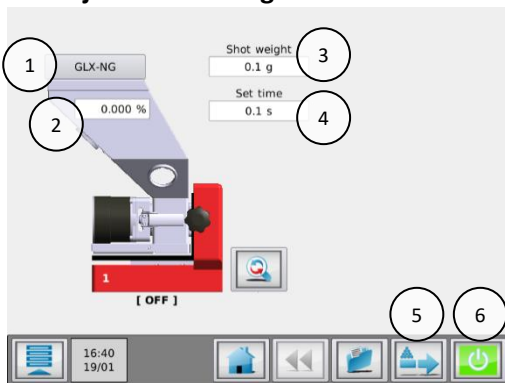 Shot weight
1 GLX-NG
0.1 g 3
2 0.000 %
Set time
0.1 s 4
1
[ OFF ]
5 6
16:40
19/01